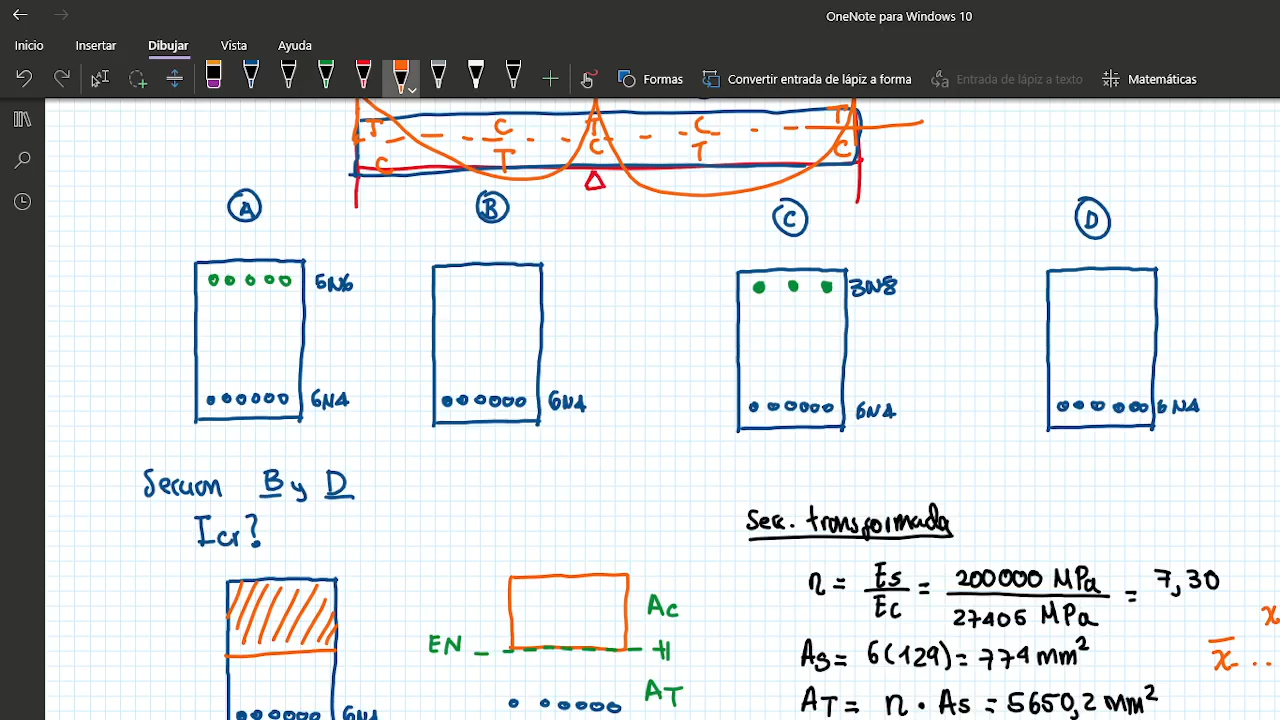 OneNote para Windows 10
Inicio Insertar Dibujar Vista Ayuda
Formas Convertir entrada de lápiz a forma Entrada de lápiz a texto Matemáticas
T C T C T
C T C T C
A B C D
5N6 3N8
6N4 6N4 6N4 6N4
Seccion B y D
Icr?
Sec. transformada
n = Es/Ec = 200000 MPa/27405 MPa = 7,30
Ac
EN
As = 6(129) = 774 mm²
x
x̅ ...
AT
AT = n · As = 5650,2 mm²
6N4